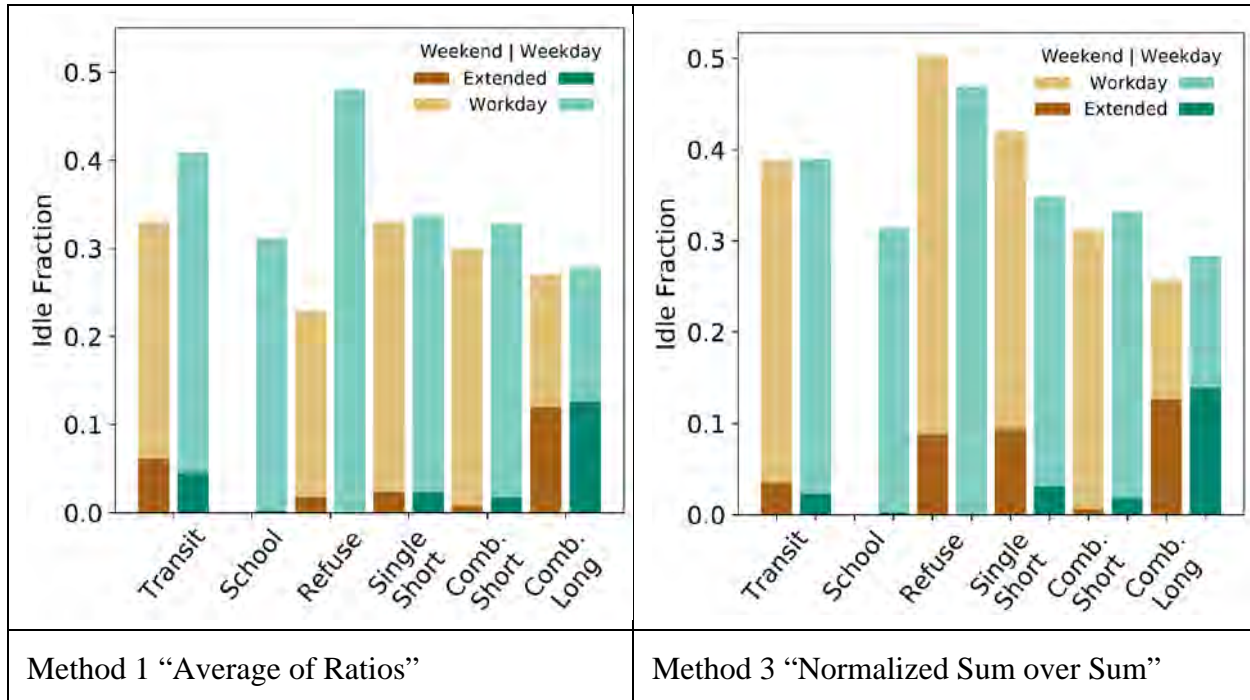 Weekend | Weekday
Extended
Workday
0.5
0.4
0.3
0.2
0.1
0.0
Idle Fraction
Transit
School
Refuse
Single
Short
Comb.
Short
Comb.
Long
Method 1 “Average of Ratios”
Weekend | Weekday
Workday
Extended
0.5
0.4
0.3
0.2
0.1
0.0
Idle Fraction
Transit
School
Refuse
Single
Short
Comb.
Short
Comb.
Long
Method 3 “Normalized Sum over Sum”